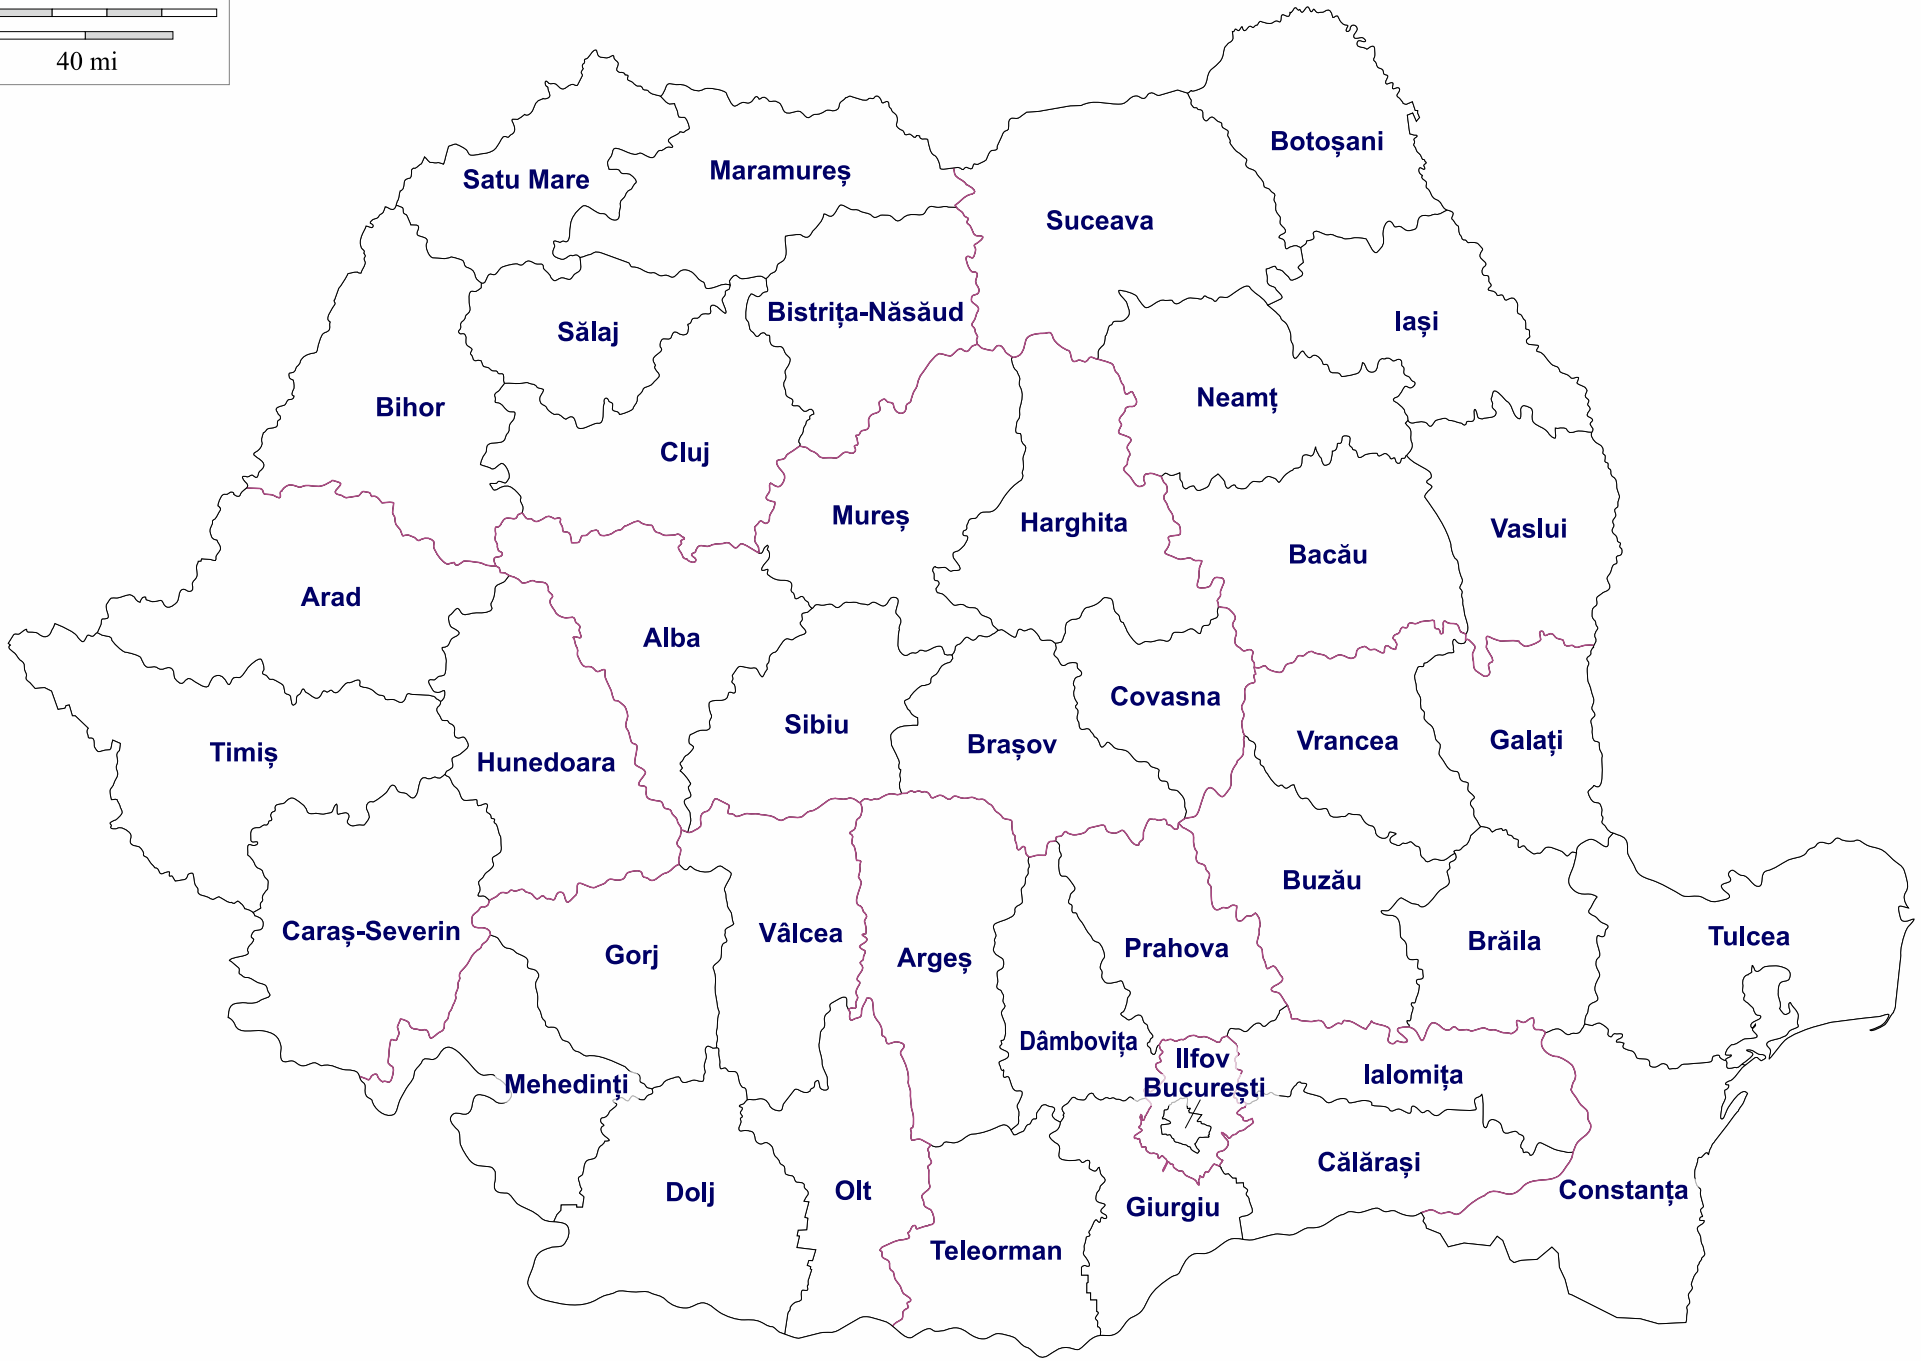 40 mi
Botoșani
Maramureș
Satu Mare
Suceava
Bistrița-Năsăud
Iași
Sălaj
Neamț
Bihor
Cluj
Mureș
Harghita
Vaslui
Bacău
Arad
Alba
Covasna
Sibiu
Vrancea
Galați
Brașov
Timiș
Hunedoara
Buzău
Caraș-Severin
Vâlcea
Tulcea
Brăila
Prahova
Gorj
Argeș
Dâmbovița
Ilfov
Ialomița
Mehedinți
București
Călărași
Constanța
Dolj
Olt
Giurgiu
Teleorman